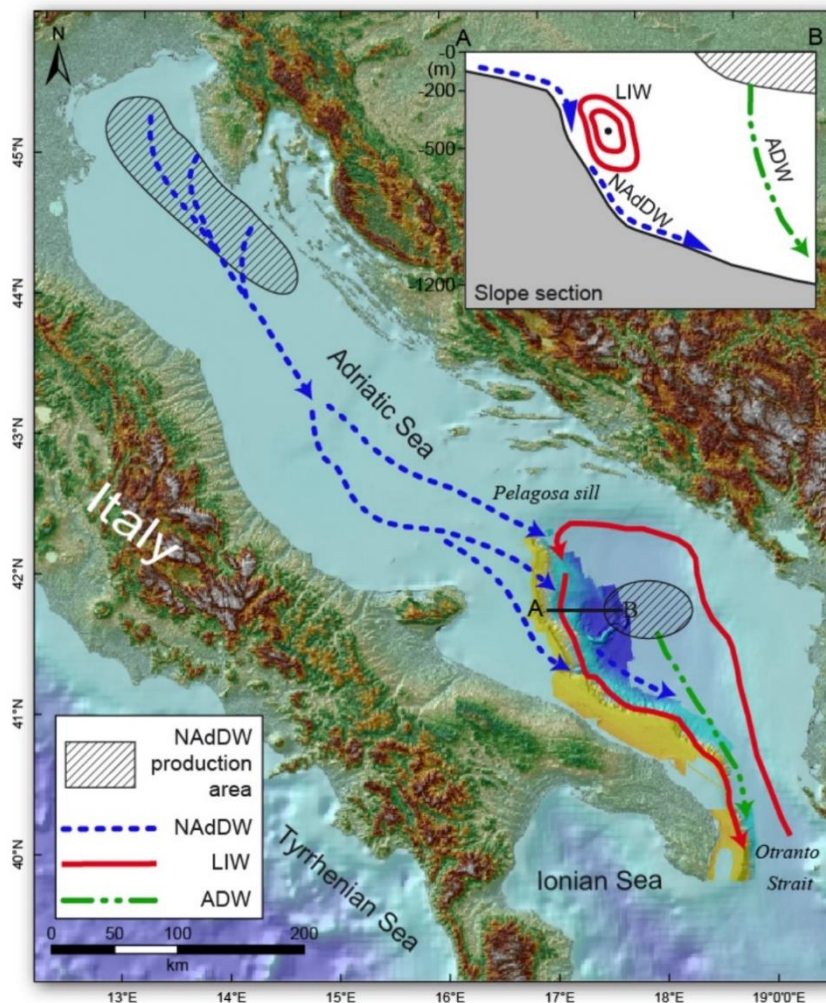 N
A
B
-0
(m)
-200
-500
-1200
LIW
NAdDW
ADW
Slope section
45°N
44°N
43°N
42°N
41°N
40°N
Adriatic Sea
Italy
Pelagosa sill
A
B
NAdDW
production
area
NAdDW
LIW
ADW
0 50 100 200
km
Tyrrhenian Sea
Ionian Sea
Otranto
Strait
13°E 14°E 15°E 16°E 17°E 18°E 19°0'0"E